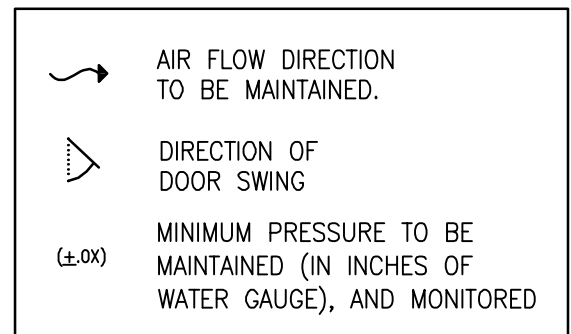 AIR FLOW DIRECTION
TO BE MAINTAINED.
DIRECTION OF
DOOR SWING
(±.0X)
MINIMUM PRESSURE TO BE
MAINTAINED (IN INCHES OF
WATER GAUGE), AND MONITORED